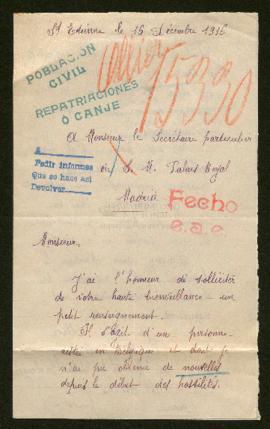 St Etienne le 15 Décembre 1916
POBLACION
CIVIL
REPATRIACIONES
Ó CANJE
15330
A Monsieur le Secrétaire particulier
A
Pedir informes
Que se hace así
Devolver
de S. M. Palais Royal
Madrid
Fecho
Monsieur,
J'ai l'honneur de solliciter
de votre haute bienveillance un
petit renseignement.
Il s'agit d'une personne
restée en Belgique et dont je
n'ai pu obtenir de nouvelles
depuis le début des hostilités.